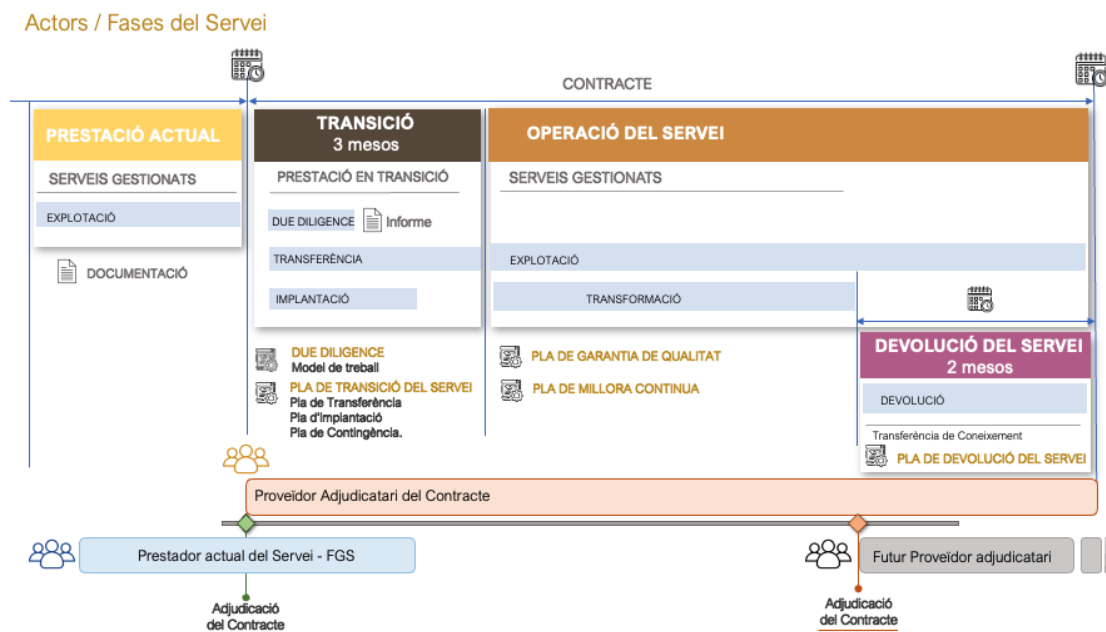 Actors / Fases del Servei
CONTRACTE
PRESTACIÓ ACTUAL
SERVEIS GESTIONATS
EXPLOTACIÓ
DOCUMENTACIÓ
TRANSICIÓ
3 mesos
PRESTACIÓ EN TRANSICIÓ
DUE DILIGENCE
Informe
TRANSFERÈNCIA
IMPLANTACIÓ
DUE DILIGENCE
Model de treball
PLA DE TRANSICIÓ DEL SERVEI
Pla de Transferència
Pla d'Implantació
Pla de Contingència.
OPERACIÓ DEL SERVEI
SERVEIS GESTIONATS
EXPLOTACIÓ
TRANSFORMACIÓ
PLA DE GARANTIA DE QUALITAT
PLA DE MILLORA CONTINUA
DEVOLUCIÓ DEL SERVEI
2 mesos
DEVOLUCIÓ
Transferència de Coneixement
PLA DE DEVOLUCIÓ DEL SERVEI
Proveïdor Adjudicatari del Contracte
Prestador actual del Servei - FGS
Futur Proveïdor adjudicatari
Adjudicació
del Contracte
Adjudicació
del Contracte